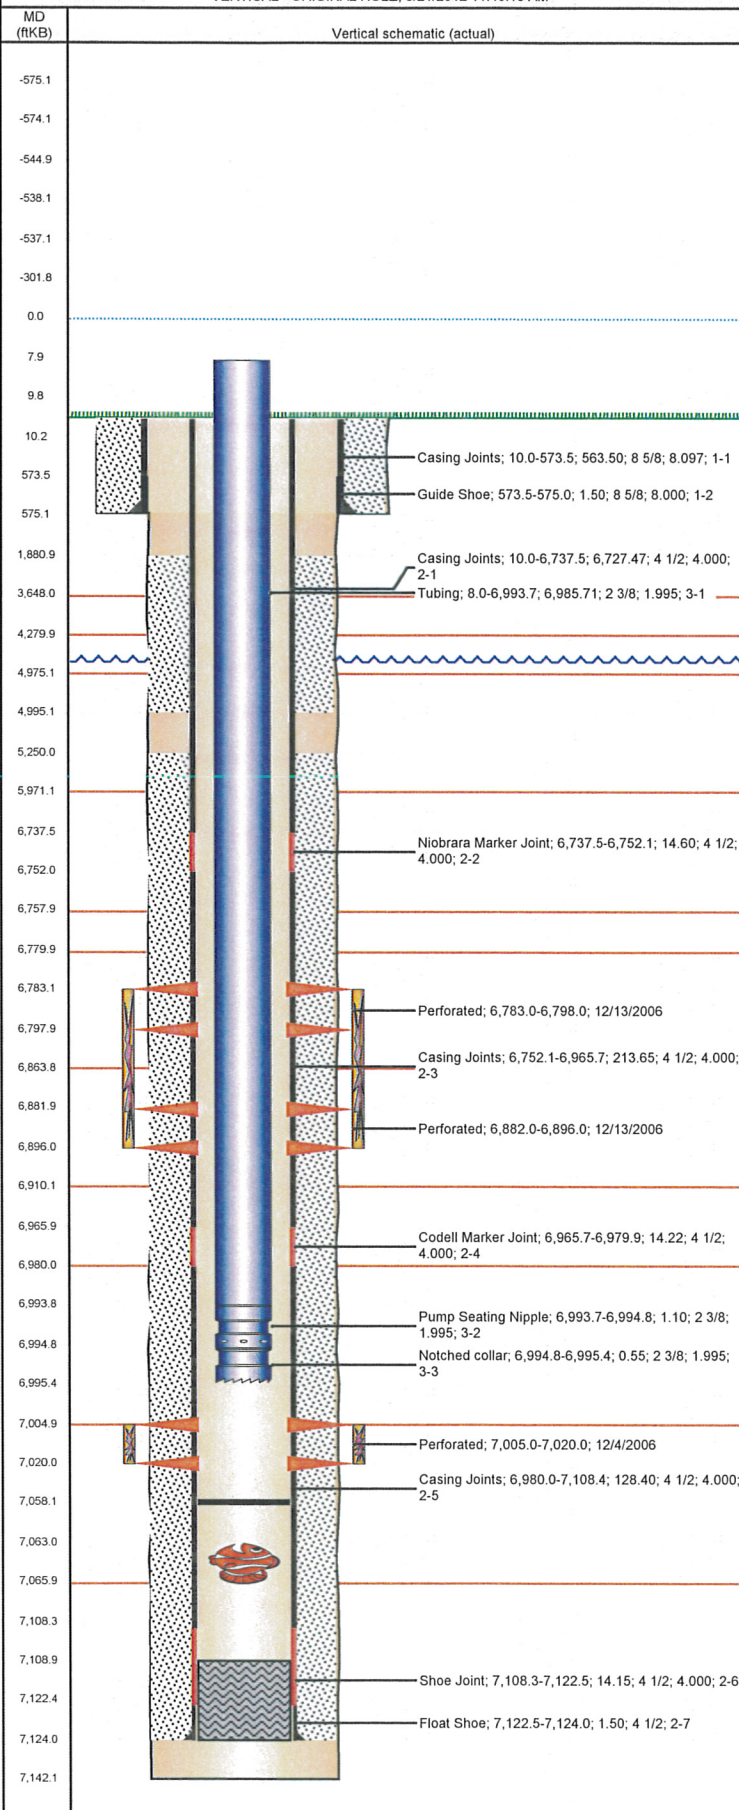 MD
(ftKB)
Vertical schematic (actual)
-575.1
-574.1
-544.9
-538.1
-537.1
-301.8
0.0
7.9
9.8
10.2
Casing Joints; 10.0-573.5; 563.50; 8 5/8; 8.097; 1-1
573.5
Guide Shoe; 573.5-575.0; 1.50; 8 5/8; 8.000; 1-2
575.1
1,880.9
Casing Joints; 10.0-6,737.5; 6,727.47; 4 1/2; 4.000;
2-1
3,648.0
Tubing; 8.0-6,993.7; 6,985.71; 2 3/8; 1.995; 3-1
4,279.9
4,975.1
4,995.1
5,250.0
5,971.1
6,737.5
Niobrara Marker Joint; 6,737.5-6,752.1; 14.60; 4 1/2;
4.000; 2-2
6,752.0
6,757.9
6,779.9
6,783.1
Perforated; 6,783.0-6,798.0; 12/13/2006
6,797.9
Casing Joints; 6,752.1-6,965.7; 213.65; 4 1/2; 4.000;
2-3
6,863.8
6,881.9
Perforated; 6,882.0-6,896.0; 12/13/2006
6,896.0
6,910.1
6,965.9
Codell Marker Joint; 6,965.7-6,979.9; 14.22; 4 1/2;
4.000; 2-4
6,980.0
6,993.8
Pump Seating Nipple; 6,993.7-6,994.8; 1.10; 2 3/8;
1.995; 3-2
6,994.8
Notched collar; 6,994.8-6,995.4; 0.55; 2 3/8; 1.995;
3-3
6,995.4
7,004.9
Perforated; 7,005.0-7,020.0; 12/4/2006
7,020.0
Casing Joints; 6,980.0-7,108.4; 128.40; 4 1/2; 4.000;
2-5
7,058.1
7,063.0
7,065.9
7,108.3
7,108.9
Shoe Joint; 7,108.3-7,122.5; 14.15; 4 1/2; 4.000; 2-6
7,122.4
Float Shoe; 7,122.5-7,124.0; 1.50; 4 1/2; 2-7
7,124.0
7,142.1